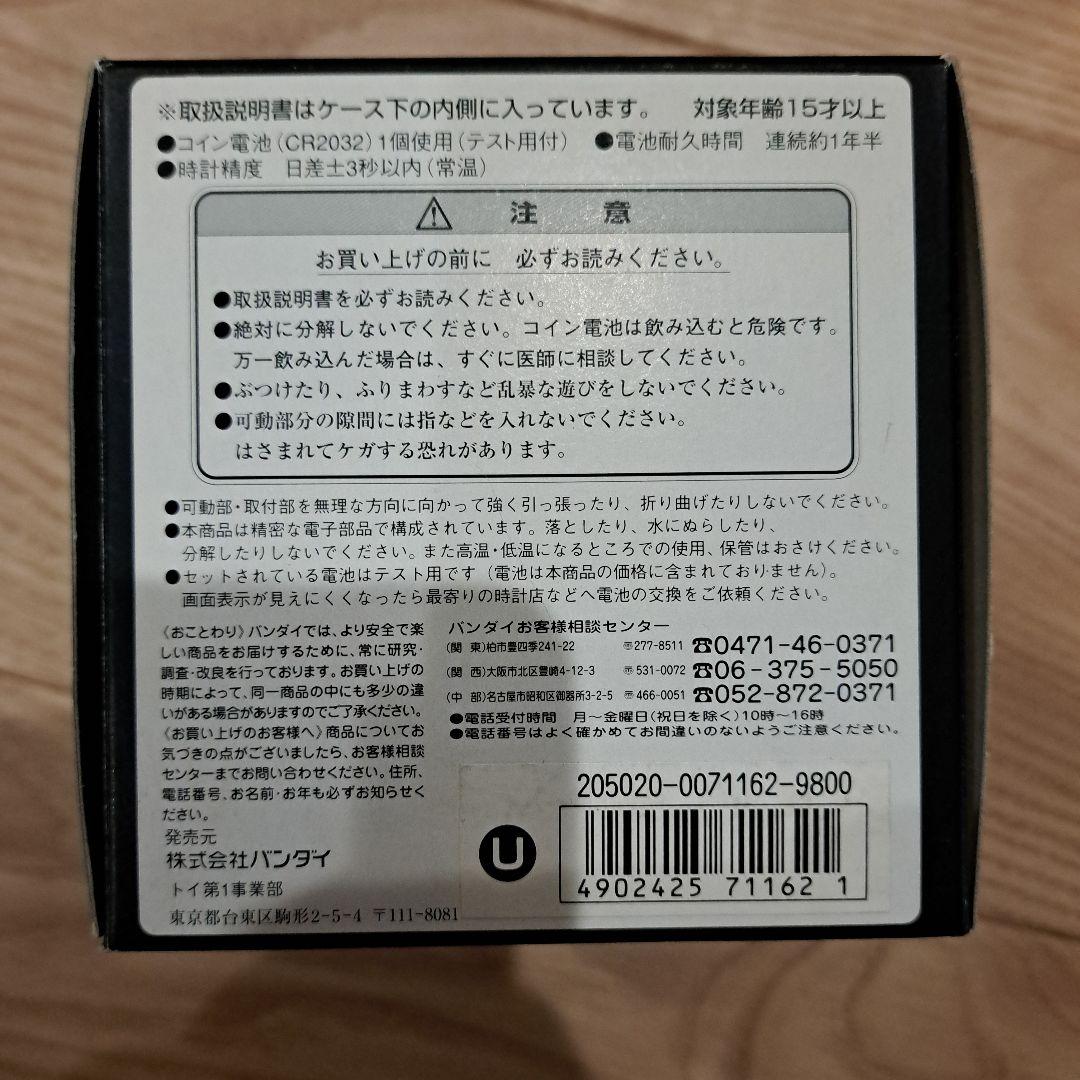 ※取扱説明書はケース下の内側に入っています。 対象年齢15才以上
●コイン電池(CR2032)1個使用(テスト用付) ●電池耐久時間 連続約1年半
●時計精度 日差±3秒以内(常温)
注 意
お買い上げの前に 必ずお読みください。
●取扱説明書を必ずお読みください。
●絶対に分解しないでください。コイン電池は飲み込むと危険です。
万一飲み込んだ場合は、すぐに医師に相談してください。
●ぶつけたり、ふりまわすなど乱暴な遊びをしないでください。
●可動部分の隙間には指などを入れないでください。
はさまれてケガする恐れがあります。
●可動部・取付部を無理な方向に向かって強く引っ張ったり、折り曲げたりしないでください。
●本商品は精密な電子部品で構成されています。落としたり、水にぬらしたり、
分解したりしないでください。また高温・低温になるところでの使用、保管はおさけください。
●セットされている電池はテスト用です(電池は本商品の価格に含まれておりません)。
画面表示が見えにくくなったら最寄りの時計店などへ電池の交換をご依頼ください。
《おことわり》バンダイでは、より安全で楽
しい商品をお届けするために、常に研究・
調査・改良を行っております。お買い上げの
時期によって、同一商品の中にも多少の違
いがある場合がありますのでご了承ください。
《お買い上げのお客様へ》商品についてお
気づきの点がございましたら、お客様相談
センターまでお問い合わせください。住所、
電話番号、お名前・お年も必ずお知らせく
ださい。
発売元
株式会社バンダイ
トイ第1事業部
東京都台東区駒形2-5-4 〒111-8081
バンダイお客様相談センター
(関 東)柏市豊四季241-22 〒277-8511 ☎0471-46-0371
(関 西)大阪市北区豊崎4-12-3 〒531-0072 ☎06-375-5050
(中 部)名古屋市昭和区御器所3-2-5 〒466-0051 ☎052-872-0371
●電話受付時間 月〜金曜日(祝日を除く)10時〜16時
●電話番号はよく確かめてお間違いのないようご注意ください。
205020-0071162-9800
U
4902425 71162 1